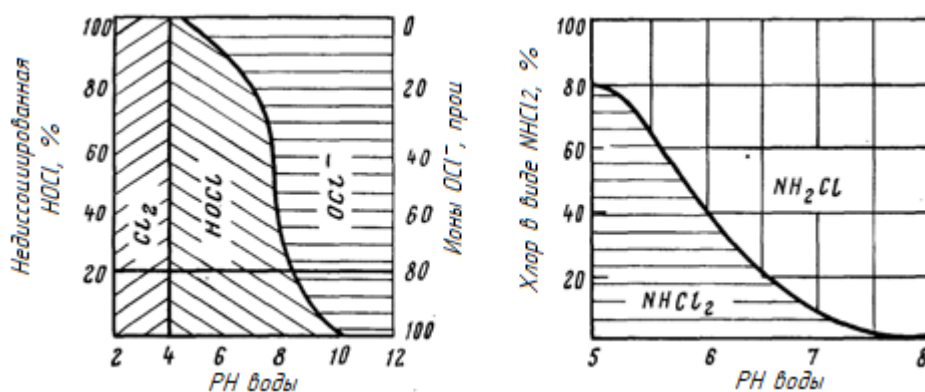 Недиссоциированная
HOCl, %
100
80
60
40
20
Cl₂
HOCl
OCl⁻
0
20
40
60
80
100
Ионы OCl⁻, проц
2 4 6 8 10 12
PH воды
Хлор в виде NHCl2, %
100
80
60
40
20
NH₂Cl
NHCl₂
5 6 7 8
PH воды